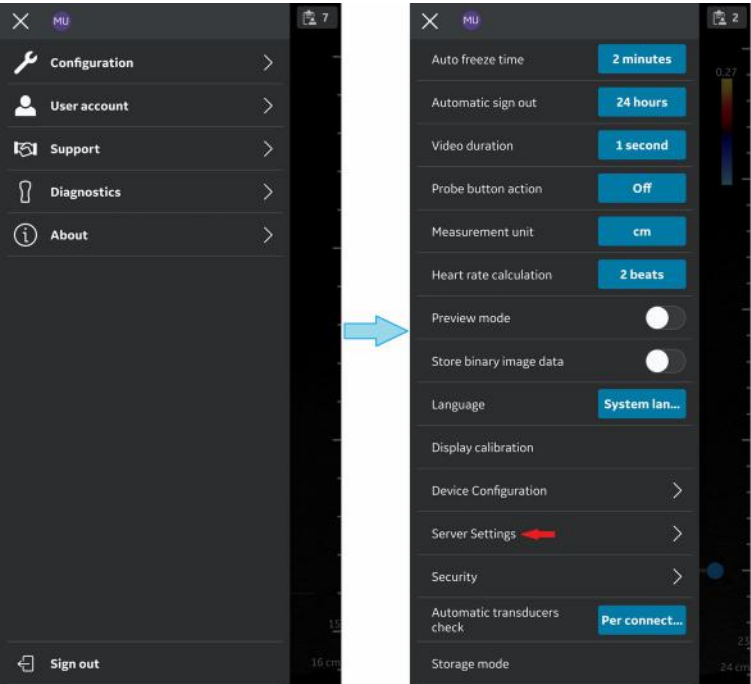 MU
7
Configuration
User account
Support
Diagnostics
About
15
Sign out
16 cm
MU
2
Auto freeze time
2 minutes
0.27
Automatic sign out
24 hours
Video duration
1 second
Probe button action
Off
Measurement unit
cm
Heart rate calculation
2 beats
Preview mode
Store binary image data
Language
System lan...
Display calibration
Device Configuration
Server Settings
Security
Automatic transducers
check
Per connect...
23
Storage mode
24 cm